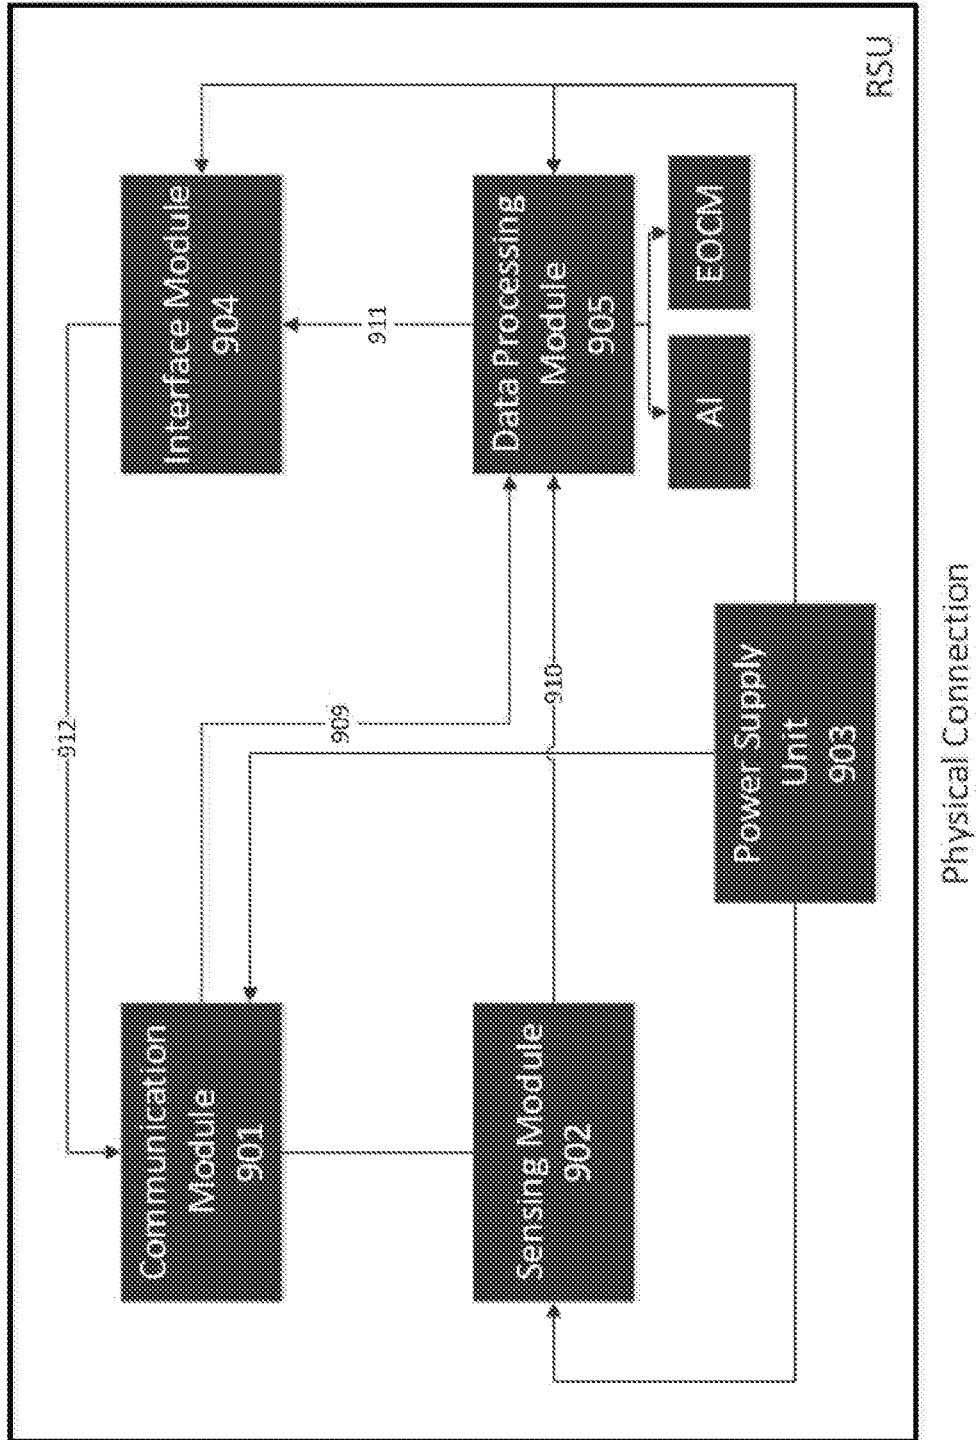 912
Communication
Module
901
Interface Module
904
909
911
Sensing Module
902
910
Data Processing
Module
905
AI
EOCM
Power Supply
Unit
903
RSU
Physical Connection